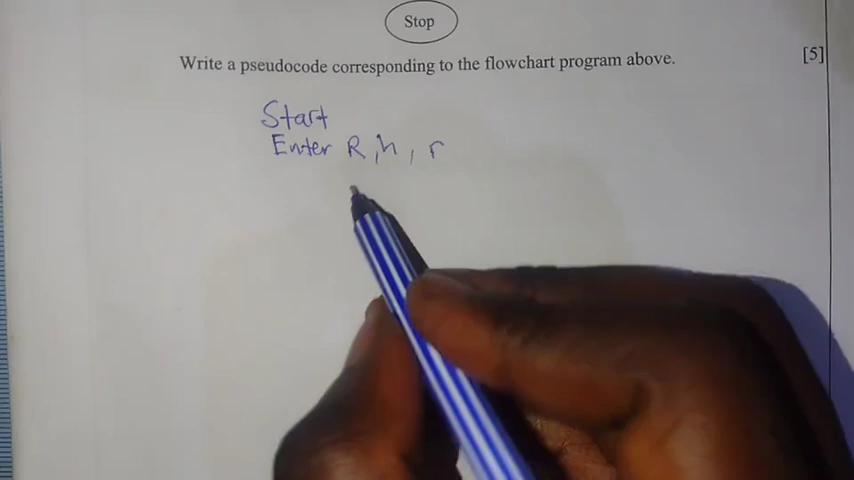 Stop
Write a pseudocode corresponding to the flowchart program above. [5]
Start
Enter R, h, r